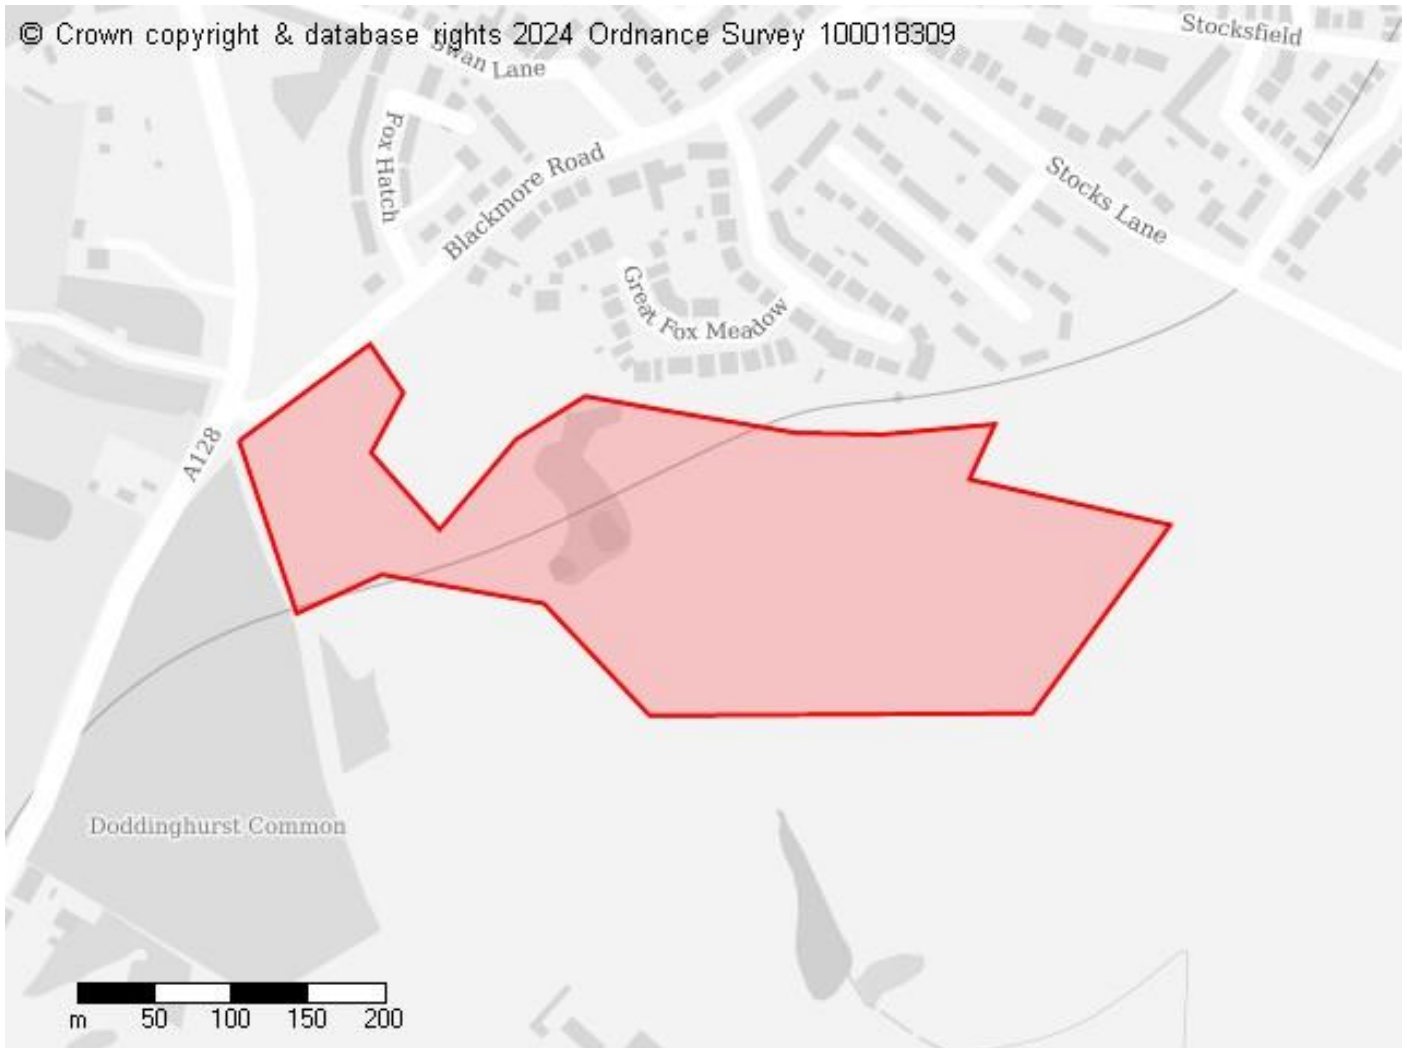 © Crown copyright & database rights 2024 Ordnance Survey 100018309
Stocksfield
Swan Lane
Fox Hatch
Blackmore Road
Stocks Lane
Great Fox Meadow
A128
Doddinghurst Common
m 50 100 150 200